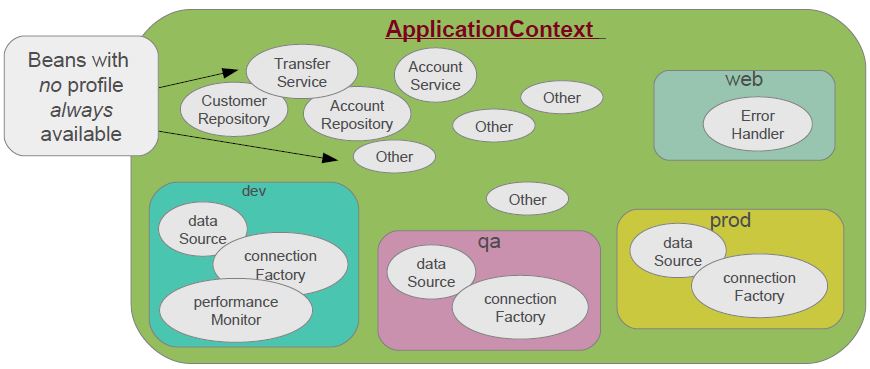 ApplicationContext
Beans with
no profile
always
available
Transfer
Service
Account
Service
Customer
Repository
Account
Repository
Other
Other
Other
Other
web
Error
Handler
dev
data
Source
connection
Factory
performance
Monitor
qa
data
Source
connection
Factory
prod
data
Source
connection
Factory